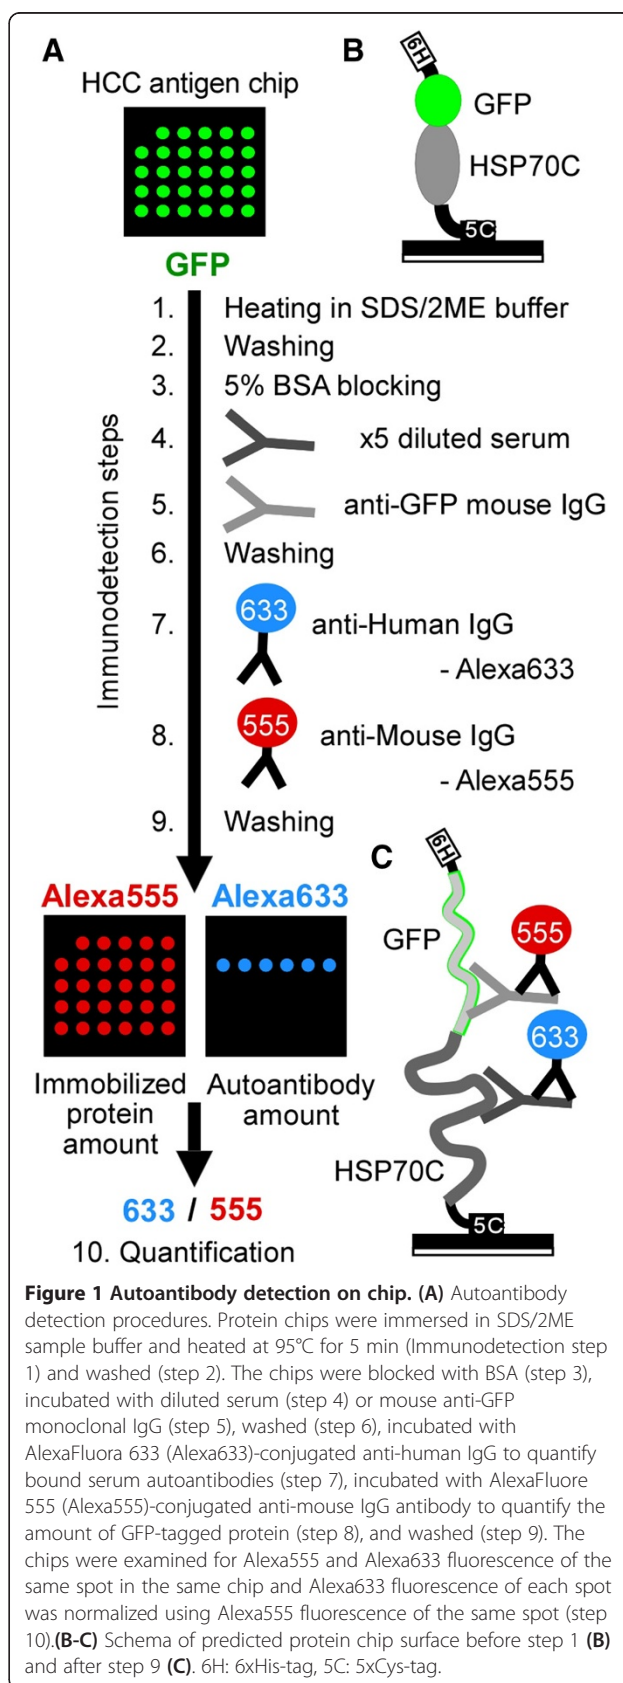 A
HCC antigen chip
GFP
B
6H
GFP
HSP70C
5C
Immunodetection steps
1. Heating in SDS/2ME buffer
2. Washing
3. 5% BSA blocking
4. x5 diluted serum
5. anti-GFP mouse IgG
6. Washing
7. 633 anti-Human IgG
- Alexa633
8. 555 anti-Mouse IgG
- Alexa555
9. Washing
Alexa555 Alexa633
Immobilized
protein
amount
Autoantibody
amount
633 / 555
10. Quantification
C
6H
GFP
555
633
HSP70C
5C
Figure 1 Autoantibody detection on chip. (A) Autoantibody
detection procedures. Protein chips were immersed in SDS/2ME
sample buffer and heated at 95°C for 5 min (Immunodetection step
1) and washed (step 2). The chips were blocked with BSA (step 3),
incubated with diluted serum (step 4) or mouse anti-GFP
monoclonal IgG (step 5), washed (step 6), incubated with
AlexaFluora 633 (Alexa633)-conjugated anti-human IgG to quantify
bound serum autoantibodies (step 7), incubated with AlexaFluore
555 (Alexa555)-conjugated anti-mouse IgG antibody to quantify the
amount of GFP-tagged protein (step 8), and washed (step 9). The
chips were examined for Alexa555 and Alexa633 fluorescence of the
same spot in the same chip and Alexa633 fluorescence of each spot
was normalized using Alexa555 fluorescence of the same spot (step
10).(B-C) Schema of predicted protein chip surface before step 1 (B)
and after step 9 (C). 6H: 6xHis-tag, 5C: 5xCys-tag.